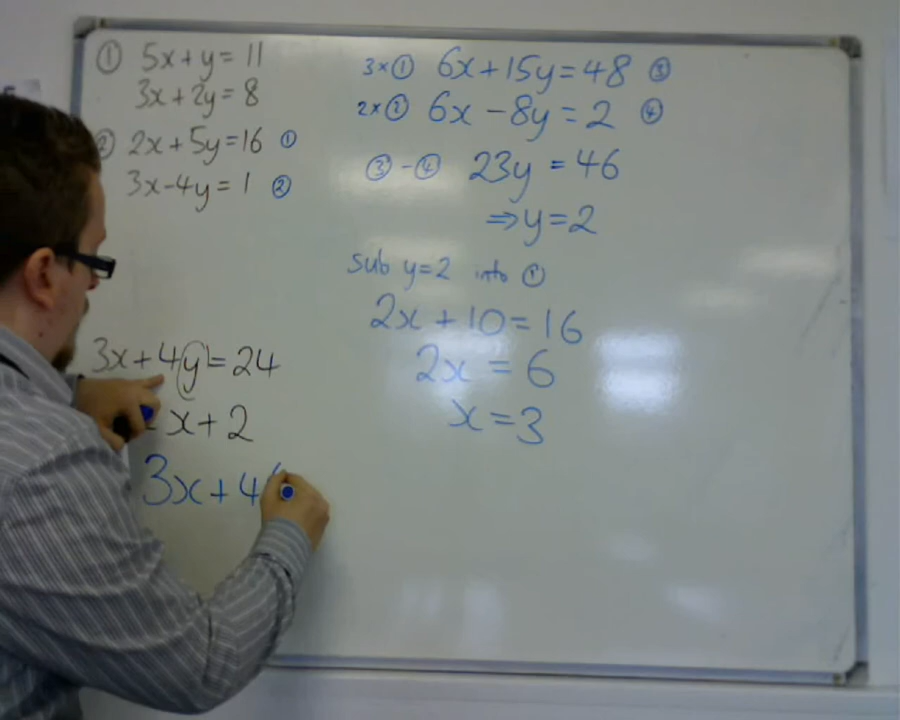 ① 5x+y=11
3x+2y=8
② 2x+5y=16 ①
3x-4y=1 ②
3x+4y=24
x+2
3x+4(
3×① 6x+15y=48 ③
2×② 6x-8y=2 ④
③-④ 23y=46
⇒y=2
Sub y=2 into ①
2x+10=16
2x=6
x=3